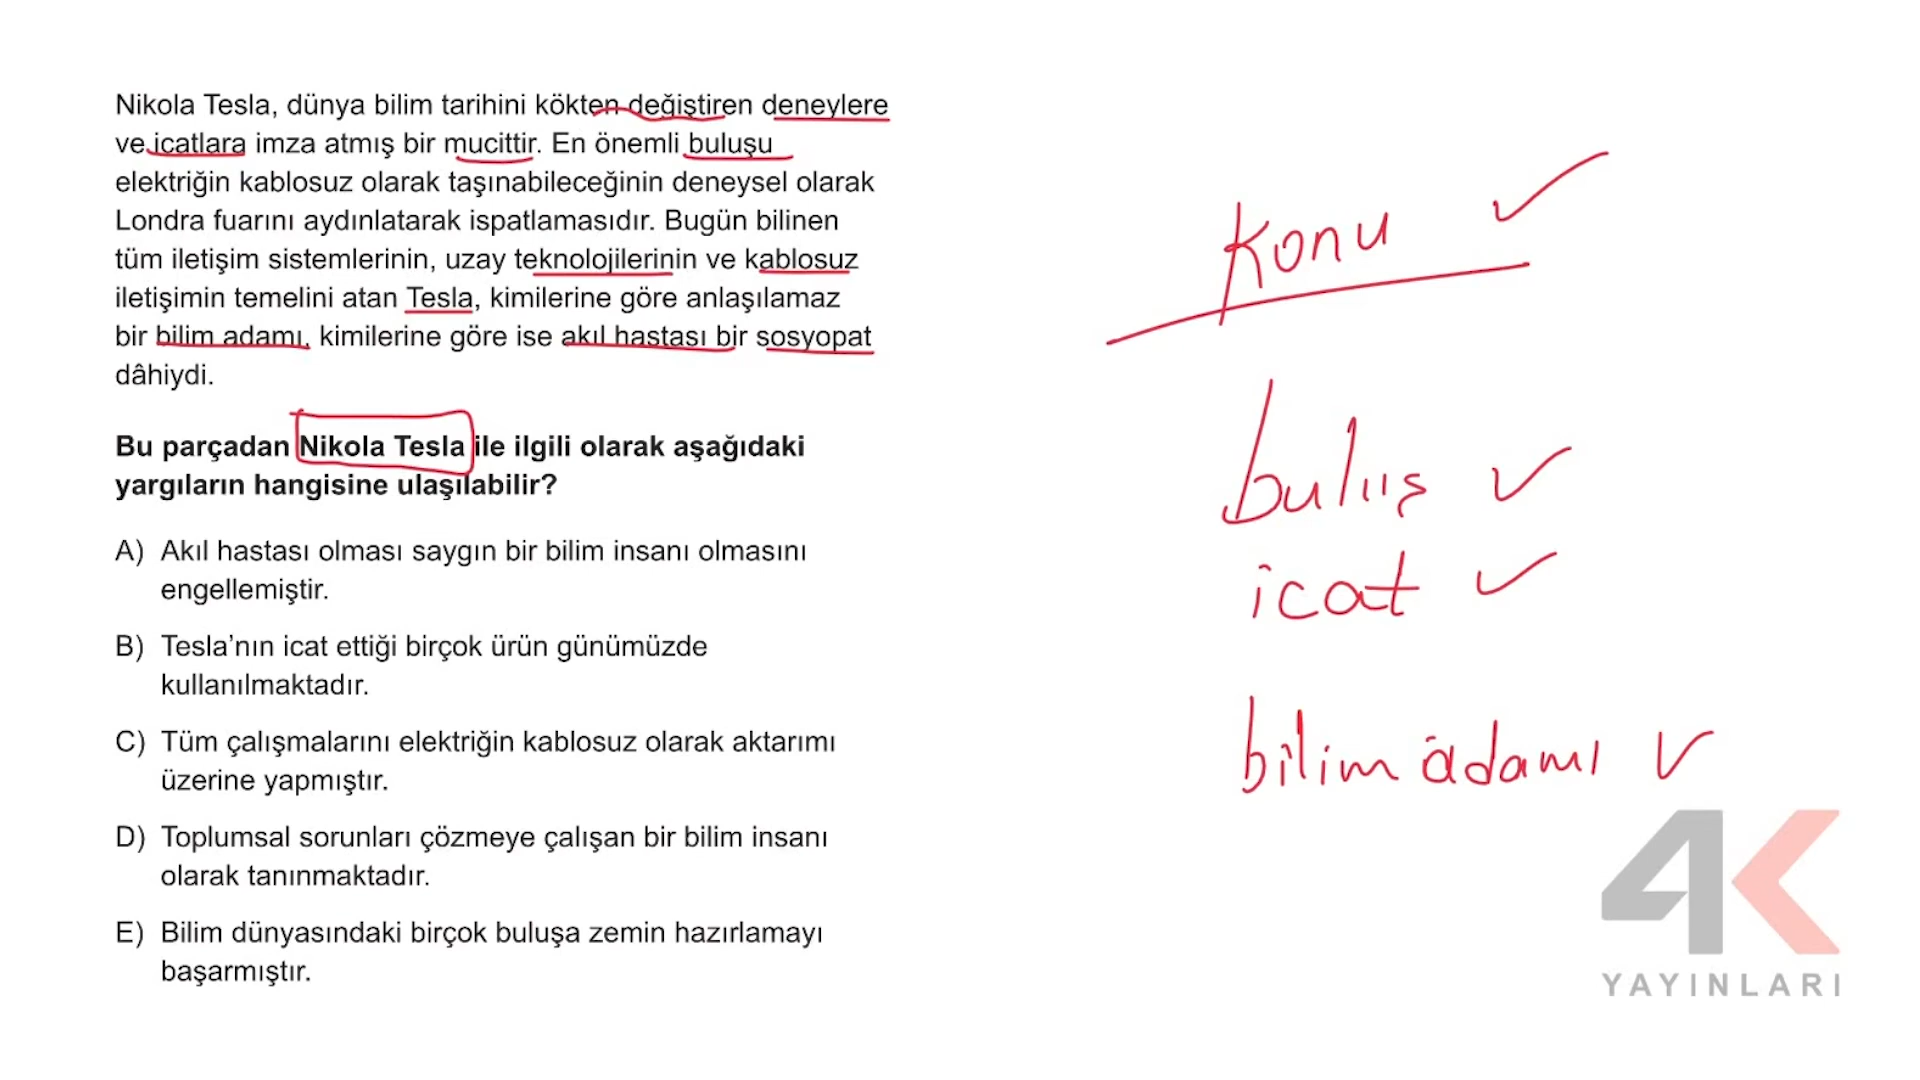 Nikola Tesla, dünya bilim tarihini kökten değiştiren deneylere
ve icatlara imza atmış bir mucittir. En önemli buluşu
elektriğin kablosuz olarak taşınabileceğinin deneysel olarak
Londra fuarını aydınlatarak ispatlamasıdır. Bugün bilinen
tüm iletişim sistemlerinin, uzay teknolojilerinin ve kablosuz
iletişimin temelini atan Tesla, kimilerine göre anlaşılamaz
bir bilim adamı, kimilerine göre ise akıl hastası bir sosyopat
dâhiydi.
Bu parçadan Nikola Tesla ile ilgili olarak aşağıdaki
yargıların hangisine ulaşılabilir?
A) Akıl hastası olması saygın bir bilim insanı olmasını
engellemiştir.
B) Tesla’nın icat ettiği birçok ürün günümüzde
kullanılmaktadır.
C) Tüm çalışmalarını elektriğin kablosuz olarak aktarımı
üzerine yapmıştır.
D) Toplumsal sorunları çözmeye çalışan bir bilim insanı
olarak tanınmaktadır.
E) Bilim dünyasındaki birçok buluşa zemin hazırlamayı
başarmıştır.
Konu ✓
buluş ✓
icat ✓
bilim adamı ✓
4K
YAYINLARI